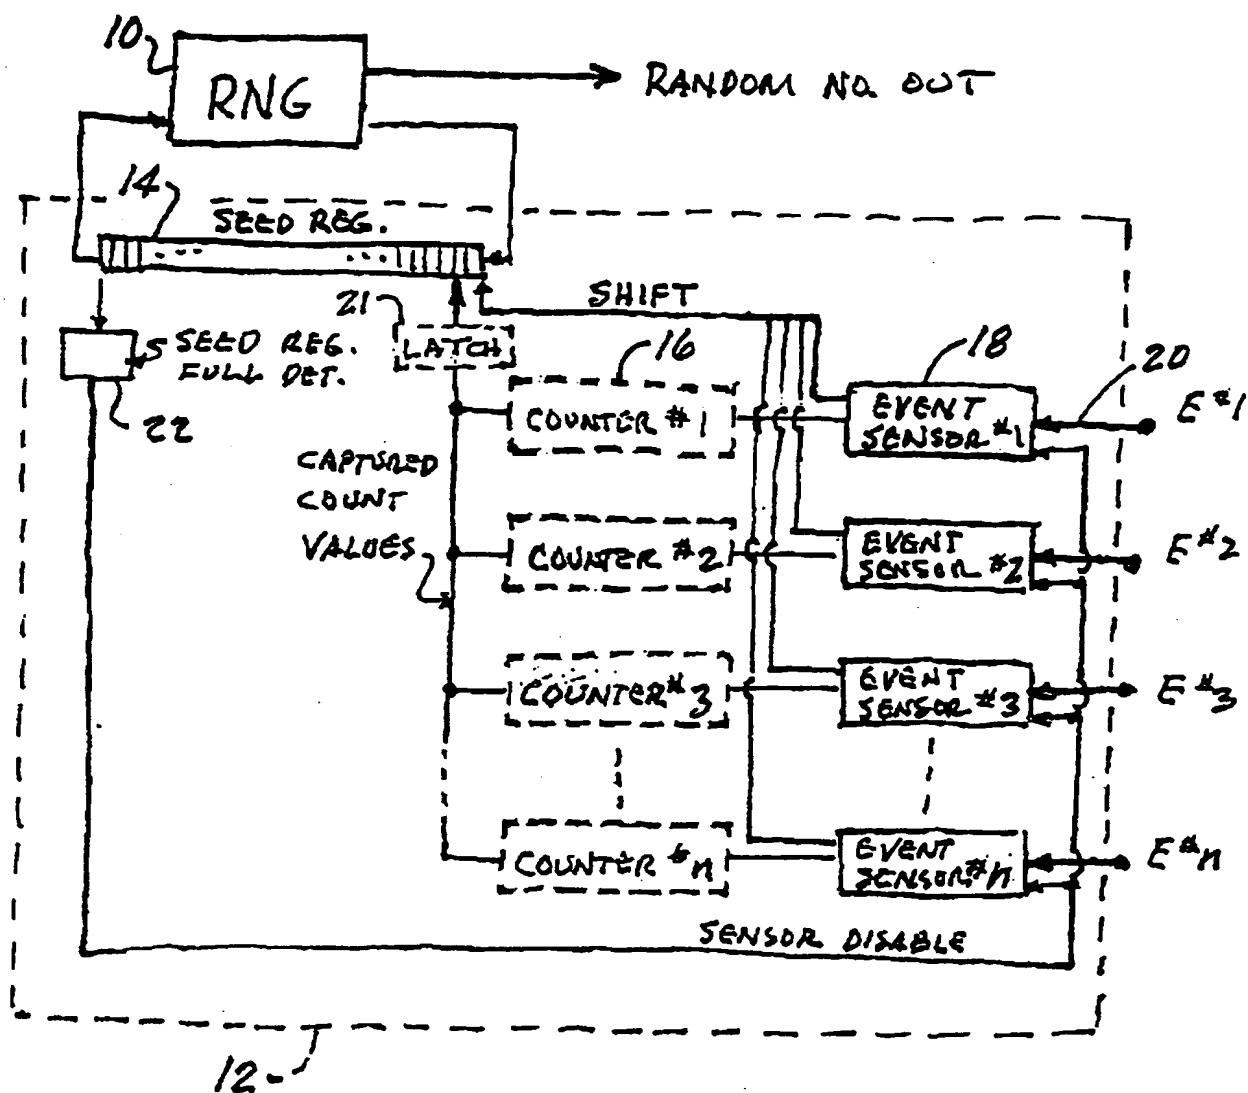 10
RNG
RANDOM NO. OUT
14
SEED REG.
21
SHIFT
LATCH
SEED REG.
FULL DET.
22
16
18
20
COUNTER #1
EVENT
SENSOR #1
E#1
CAPTURED
COUNT
VALUES
COUNTER #2
EVENT
SENSOR #2
E#2
COUNTER #3
EVENT
SENSOR #3
E#3
COUNTER #n
EVENT
SENSOR #n
E#n
SENSOR DISABLE
12